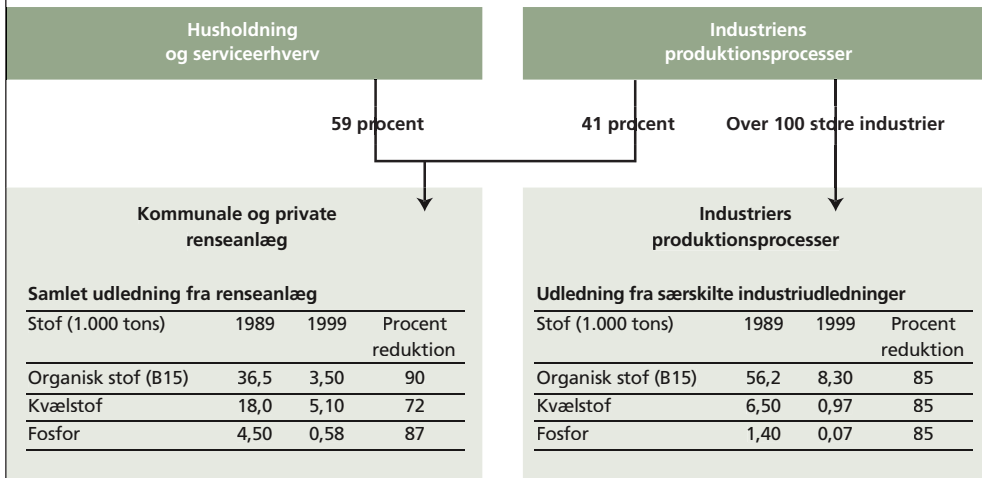 Husholdning
og serviceerhverv
Industriens
produktionsprocesser
59 procent
41 procent
Over 100 store industrier
Kommunale og private
renseanlæg
Samlet udledning fra renseanlæg
Stof (1.000 tons) 1989 1999 Procent
reduktion
Organisk stof (B15) 36,5 3,50 90
Kvælstof 18,0 5,10 72
Fosfor 4,50 0,58 87
Industriers
produktionsprocesser
Udledning fra særskilte industriudledninger
Stof (1.000 tons) 1989 1999 Procent
reduktion
Organisk stof (B15) 56,2 8,30 85
Kvælstof 6,50 0,97 85
Fosfor 1,40 0,07 85